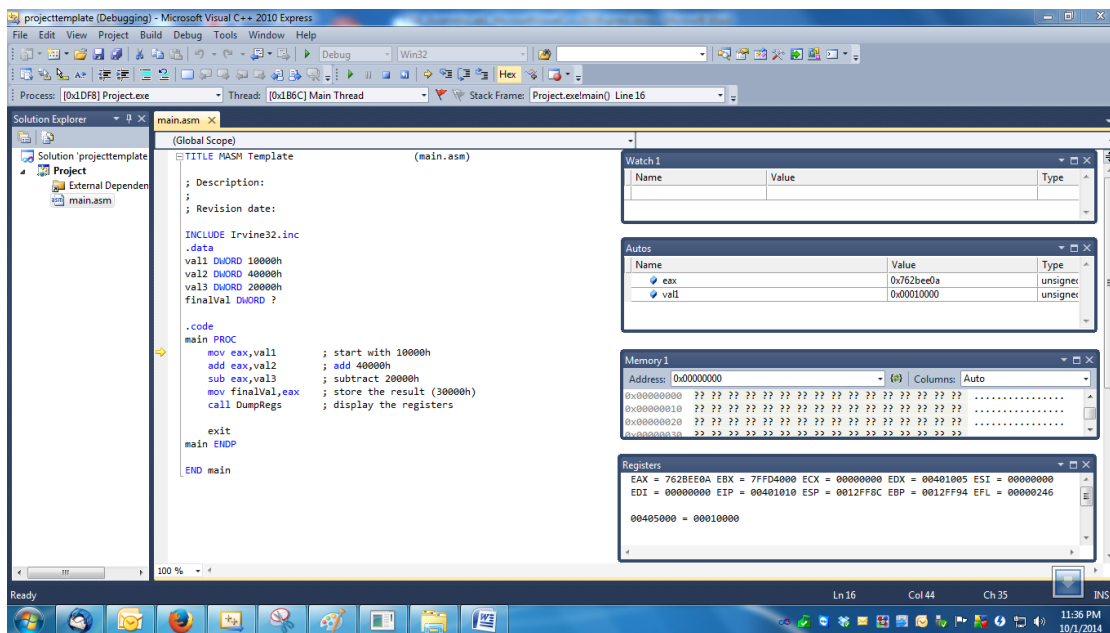 projecttemplate (Debugging) - Microsoft Visual C++ 2010 Express
File Edit View Project Build Debug Tools Window Help
Debug Win32
Hex
Process: [0x1DF8] Project.exe Thread: [0x1B6C] Main Thread Stack Frame: Project.exe!main() Line 16
Solution Explorer
Solution 'projecttemplate
Project
External Dependen
main.asm
main.asm
(Global Scope)
TITLE MASM Template (main.asm)
; Description:
;
; Revision date:
INCLUDE Irvine32.inc
.data
val1 DWORD 10000h
val2 DWORD 40000h
val3 DWORD 20000h
finalVal DWORD ?
.code
main PROC
mov eax,val1 ; start with 10000h
add eax,val2 ; add 40000h
sub eax,val3 ; subtract 20000h
mov finalVal,eax ; store the result (30000h)
call DumpRegs ; display the registers
exit
main ENDP
END main
100 %
Watch 1
Name Value Type
Autos
Name Value Type
eax 0x762bee0a unsigned
val1 0x00010000 unsigned
Memory 1
Address: 0x00000000 Columns: Auto
0x00000000 ?? ?? ?? ?? ?? ?? ?? ?? ?? ?? ?? ?? ?? ?? ?? ?? ................
0x00000010 ?? ?? ?? ?? ?? ?? ?? ?? ?? ?? ?? ?? ?? ?? ?? ?? ................
0x00000020 ?? ?? ?? ?? ?? ?? ?? ?? ?? ?? ?? ?? ?? ?? ?? ?? ................
0x00000030 ?? ?? ?? ?? ?? ?? ?? ?? ?? ?? ?? ?? ?? ?? ?? ??
Registers
EAX = 762BEE0A EBX = 7FFD4000 ECX = 00000000 EDX = 00401005 ESI = 00000000
EDI = 00000000 EIP = 00401010 ESP = 0012FF8C EBP = 0012FF94 EFL = 00000246
00405000 = 00010000
Ready Ln 16 Col 44 Ch 35 INS
11:36 PM
10/1/2014